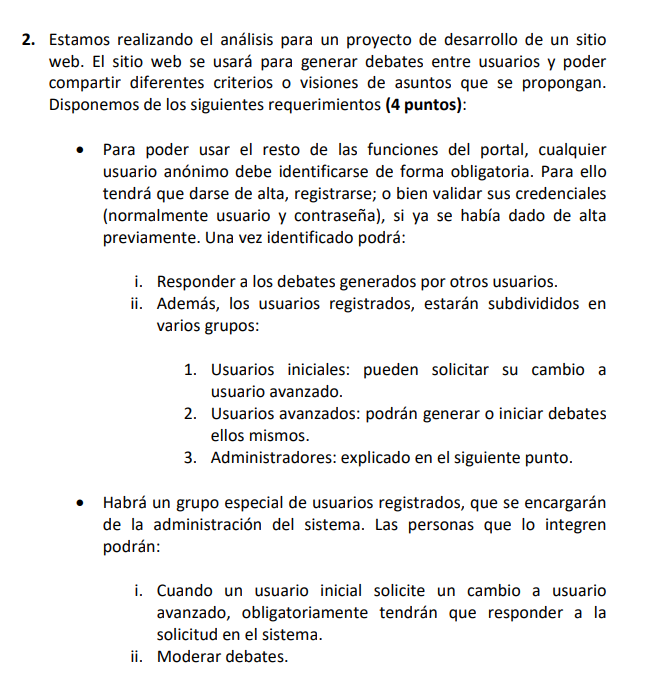 2. Estamos realizando el análisis para un proyecto de desarrollo de un sitio
web. El sitio web se usará para generar debates entre usuarios y poder
compartir diferentes criterios o visiones de asuntos que se propongan.
Disponemos de los siguientes requerimientos (4 puntos):
• Para poder usar el resto de las funciones del portal, cualquier
usuario anónimo debe identificarse de forma obligatoria. Para ello
tendrá que darse de alta, registrarse; o bien validar sus credenciales
(normalmente usuario y contraseña), si ya se había dado de alta
previamente. Una vez identificado podrá:
i. Responder a los debates generados por otros usuarios.
ii. Además, los usuarios registrados, estarán subdivididos en
varios grupos:
1. Usuarios iniciales: pueden solicitar su cambio a
usuario avanzado.
2. Usuarios avanzados: podrán generar o iniciar debates
ellos mismos.
3. Administradores: explicado en el siguiente punto.
• Habrá un grupo especial de usuarios registrados, que se encargarán
de la administración del sistema. Las personas que lo integren
podrán:
i. Cuando un usuario inicial solicite un cambio a usuario
avanzado, obligatoriamente tendrán que responder a la
solicitud en el sistema.
ii. Moderar debates.